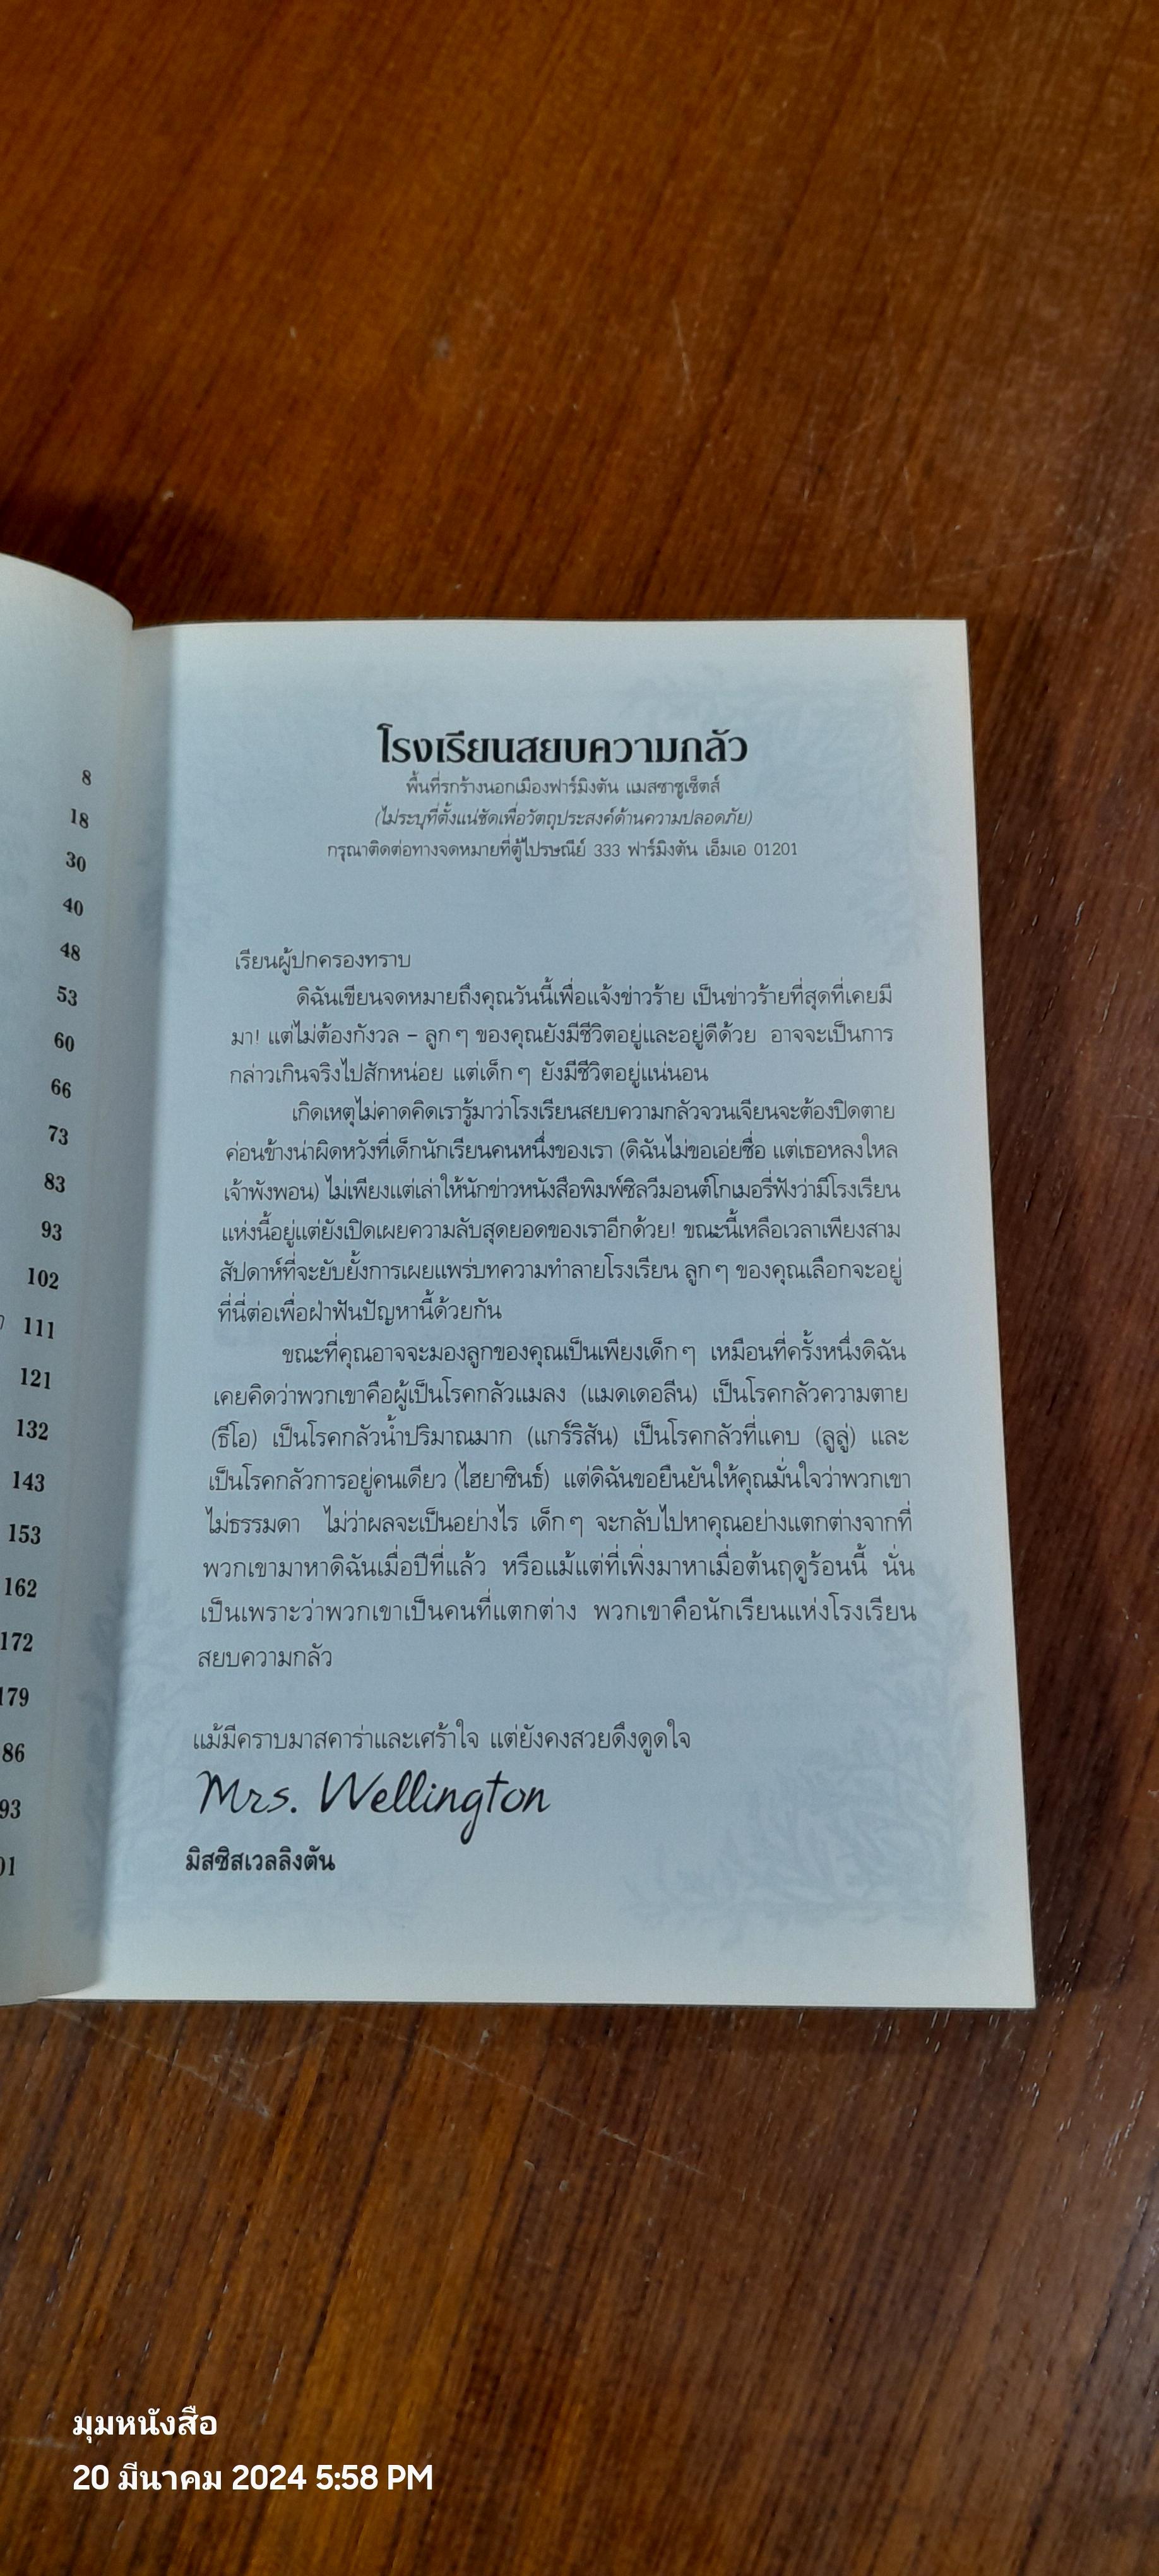 8
18
30
40
48
53
60
66
73
83
93
102
111
121
132
143
153
162
172
179
86
93
01
โรงเรียนสยบความกลัว
พื้นที่รกร้างนอกเมืองฟาร์มิงตัน แมสซาชูเซ็ตส์
(ไม่ระบุที่ตั้งแน่ชัดเพื่อวัตถุประสงค์ด้านความปลอดภัย)
กรุณาติดต่อทางจดหมายที่ตู้ไปรษณีย์ 333 ฟาร์มิงตัน เอ็มเอ 01201
เรียนผู้ปกครองทราบ
ดิฉันเขียนจดหมายถึงคุณวันนี้เพื่อแจ้งข่าวร้าย เป็นข่าวร้ายที่สุดที่เคยมี
มา! แต่ไม่ต้องกังวล – ลูกๆ ของคุณยังมีชีวิตอยู่และอยู่ดีด้วย อาจจะเป็นการ
กล่าวเกินจริงไปสักหน่อย แต่เด็กๆ ยังมีชีวิตอยู่แน่นอน
เกิดเหตุไม่คาดคิดเรารู้มาว่าโรงเรียนสยบความกลัวจวนเจียนจะต้องปิดตาย
ค่อนข้างน่าผิดหวังที่เด็กนักเรียนคนหนึ่งของเรา (ดิฉันไม่ขอเอ่ยชื่อ แต่เธอหลงใหล
เจ้าพังพอน) ไม่เพียงแต่เล่าให้นักข่าวหนังสือพิมพ์ซิลวีมอนต์โกเมอรี่ฟังว่ามีโรงเรียน
แห่งนี้อยู่แต่ยังเปิดเผยความลับสุดยอดของเราอีกด้วย! ขณะนี้เหลือเวลาเพียงสาม
สัปดาห์ที่จะยับยั้งการเผยแพร่บทความทำลายโรงเรียน ลูกๆ ของคุณเลือกจะอยู่
ที่นี่ต่อเพื่อฝ่าฟันปัญหานี้ด้วยกัน
ขณะที่คุณอาจจะมองลูกของคุณเป็นเพียงเด็กๆ เหมือนที่ครั้งหนึ่งดิฉัน
เคยคิดว่าพวกเขาคือผู้เป็นโรคกลัวแมลง (แมดเดอลีน) เป็นโรคกลัวความตาย
(ธีโอ) เป็นโรคกลัวน้ำปริมาณมาก (แกร์ริสัน) เป็นโรคกลัวที่แคบ (ลูลู่) และ
เป็นโรคกลัวการอยู่คนเดียว (ไฮยาซินธ์) แต่ดิฉันขอยืนยันให้คุณมั่นใจว่าพวกเขา
ไม่ธรรมดา ไม่ว่าผลจะเป็นอย่างไร เด็กๆ จะกลับไปหาคุณอย่างแตกต่างจากที่
พวกเขามาหาดิฉันเมื่อปีที่แล้ว หรือแม้แต่ที่เพิ่งมาหาเมื่อต้นฤดูร้อนนี้ นั่น
เป็นเพราะว่าพวกเขาเป็นคนที่แตกต่าง พวกเขาคือนักเรียนแห่งโรงเรียน
สยบความกลัว
แม้มีคราบมาสคาร่าและเศร้าใจ แต่ยังคงสวยดึงดูดใจ
Mrs. Wellington
มิสซิสเวลลิงตัน
มุมหนังสือ
20 มีนาคม 2024 5:58 PM